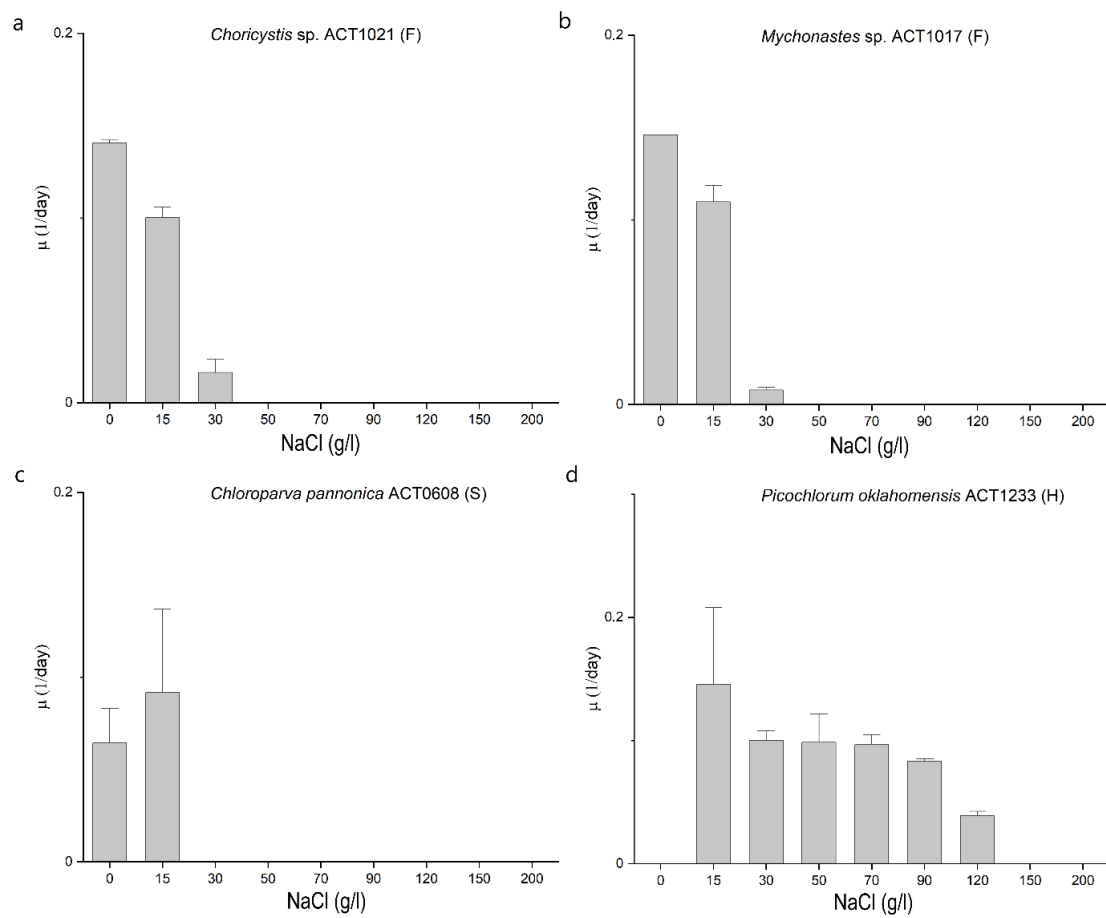 a
Choricystis sp. ACT1021 (F)
0.2
μ (1/day)
0
0 15 30 50 70 90 120 150 200
NaCl (g/l)
b
Mychonastes sp. ACT1017 (F)
0.2
μ (1/day)
0
0 15 30 50 70 90 120 150 200
NaCl (g/l)
c
Chloroparva pannonica ACT0608 (S)
0.2
μ (1/day)
0
0 15 30 50 70 90 120 150 200
NaCl (g/l)
d
Picochlorum oklahomensis ACT1233 (H)
0.2
μ (1/day)
0
0 15 30 50 70 90 120 150 200
NaCl (g/l)